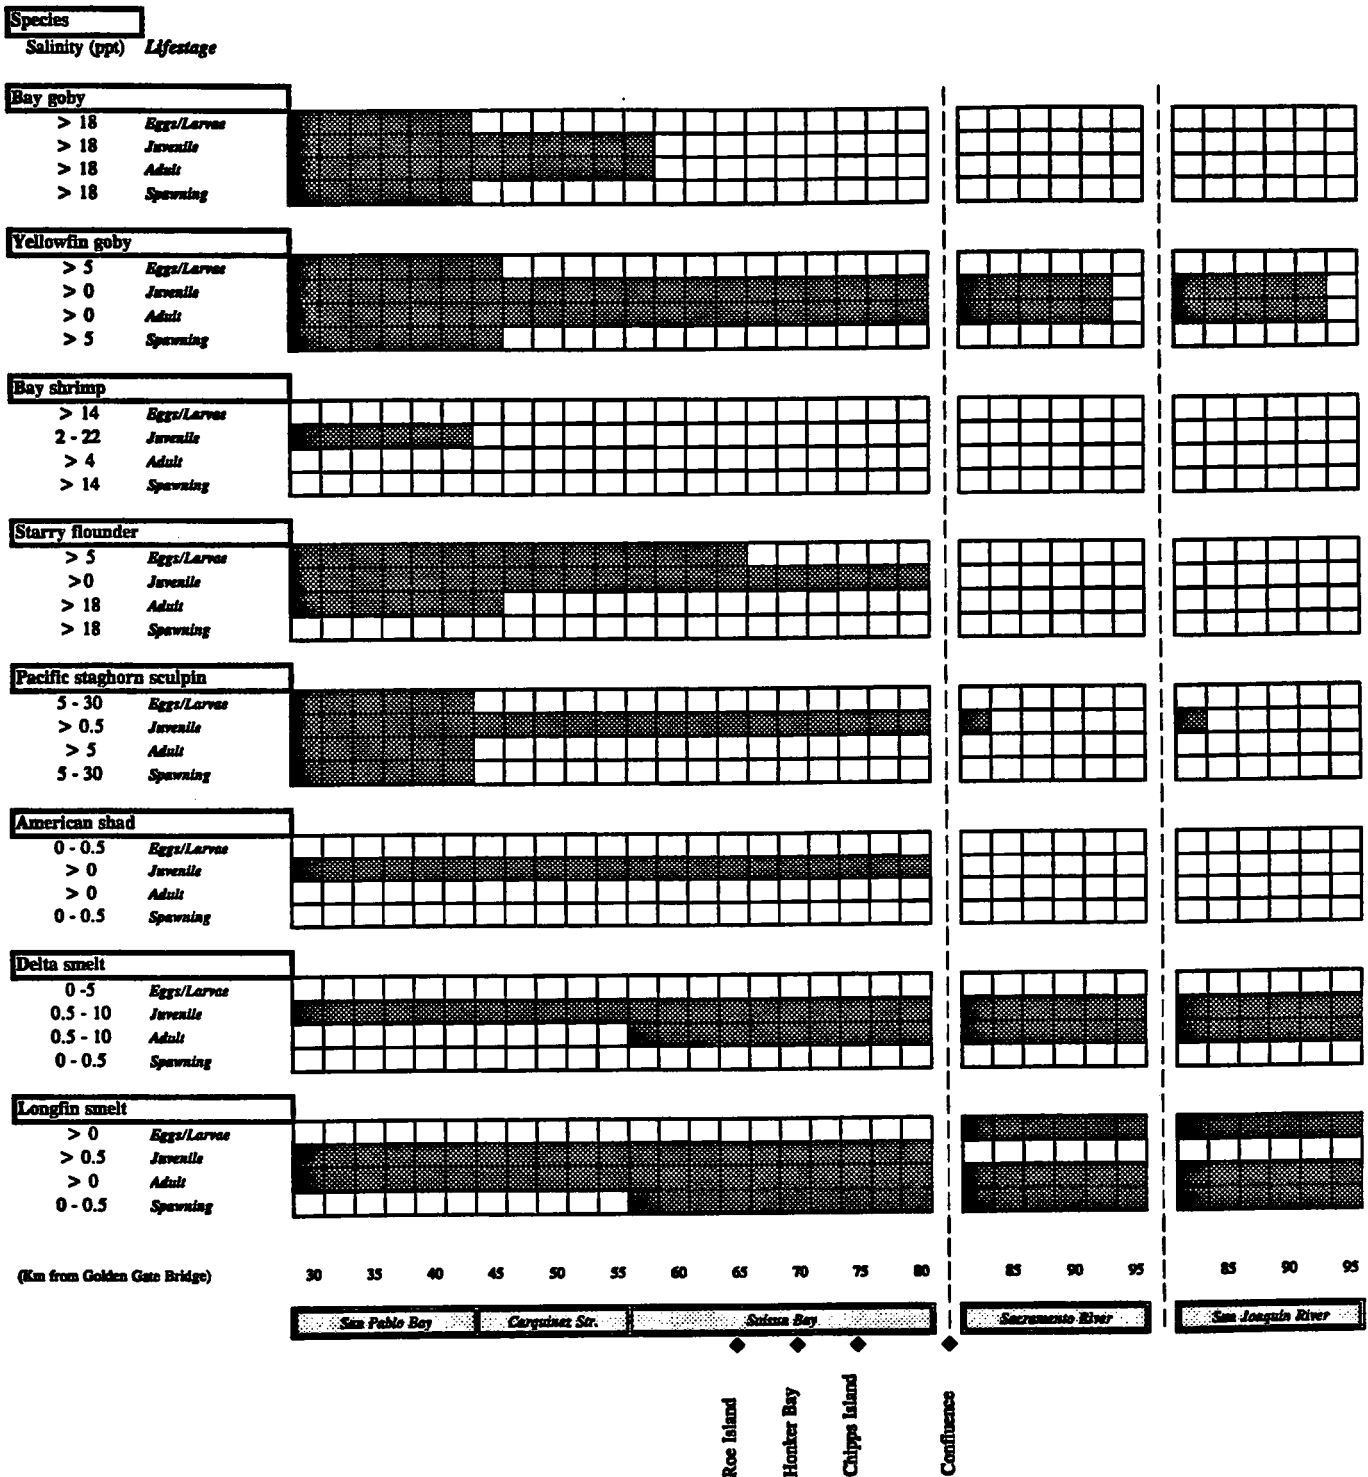 Species
Salinity (ppt) Lifestage
Bay goby
> 18 Eggs/Larvae
> 18 Juvenile
> 18 Adult
> 18 Spawning
Yellowfin goby
> 5 Eggs/Larvae
> 0 Juvenile
> 0 Adult
> 5 Spawning
Bay shrimp
> 14 Eggs/Larvae
2 - 22 Juvenile
> 4 Adult
> 14 Spawning
Starry flounder
> 5 Eggs/Larvae
>0 Juvenile
> 18 Adult
> 18 Spawning
Pacific staghorn sculpin
5 - 30 Eggs/Larvae
> 0.5 Juvenile
> 5 Adult
5 - 30 Spawning
American shad
0 - 0.5 Eggs/Larvae
> 0 Juvenile
> 0 Adult
0 - 0.5 Spawning
Delta smelt
0 -5 Eggs/Larvae
0.5 - 10 Juvenile
0.5 - 10 Adult
0 - 0.5 Spawning
Longfin smelt
> 0 Eggs/Larvae
> 0.5 Juvenile
> 0 Adult
0 - 0.5 Spawning
(Km from Golden Gate Bridge) 30 35 40 45 50 55 60 65 70 75 80 85 90 95 85 90 95
San Pablo Bay Carquinez Str. Suisun Bay Sacramento River San Joaquin River
Roe Island
Honker Bay
Chipps Island
Confluence